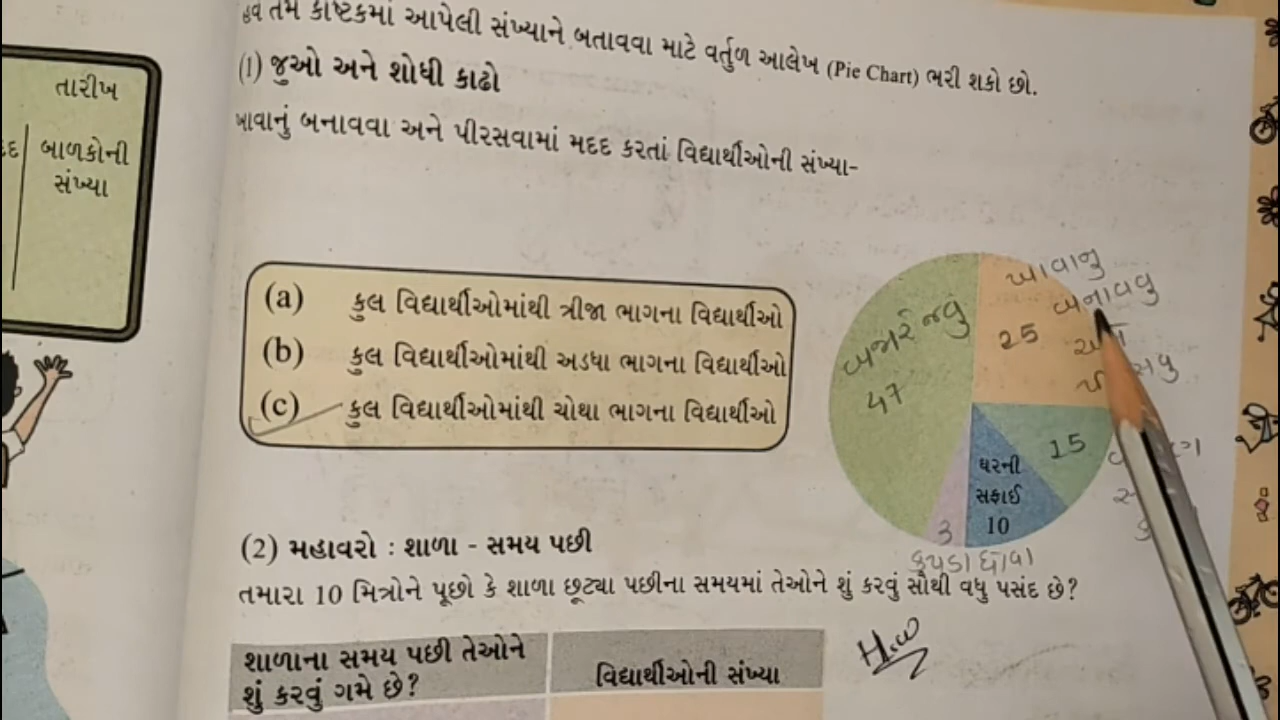 હવે તમે કોષ્ટકમાં આપેલી સંખ્યાને બતાવવા માટે વર્તુળ આલેખ (Pie Chart) ભરી શકો છો.
(1) જુઓ અને શોધી કાઢો
ખાવાનું બનાવવા અને પીરસવામાં મદદ કરતાં વિદ્યાર્થીઓની સંખ્યા-
તારીખ
બાળકોની
સંખ્યા
(a) કુલ વિદ્યાર્થીઓમાંથી ત્રીજા ભાગના વિદ્યાર્થીઓ
(b) કુલ વિદ્યાર્થીઓમાંથી અડધા ભાગના વિદ્યાર્થીઓ
(c) કુલ વિદ્યાર્થીઓમાંથી ચોથા ભાગના વિદ્યાર્થીઓ
ખાવાનુ
બનાવવુ
25
બજારે જવું
47
15
ઘરની
સફાઈ
10
3
કપડા ધોવા
(2) મહાવરો : શાળા - સમય પછી
તમારા 10 મિત્રોને પૂછો કે શાળા છૂટ્યા પછીના સમયમાં તેઓને શું કરવું સૌથી વધુ પસંદ છે?
H.w
શાળાના સમય પછી તેઓને
શું કરવું ગમે છે?
વિદ્યાર્થીઓની સંખ્યા